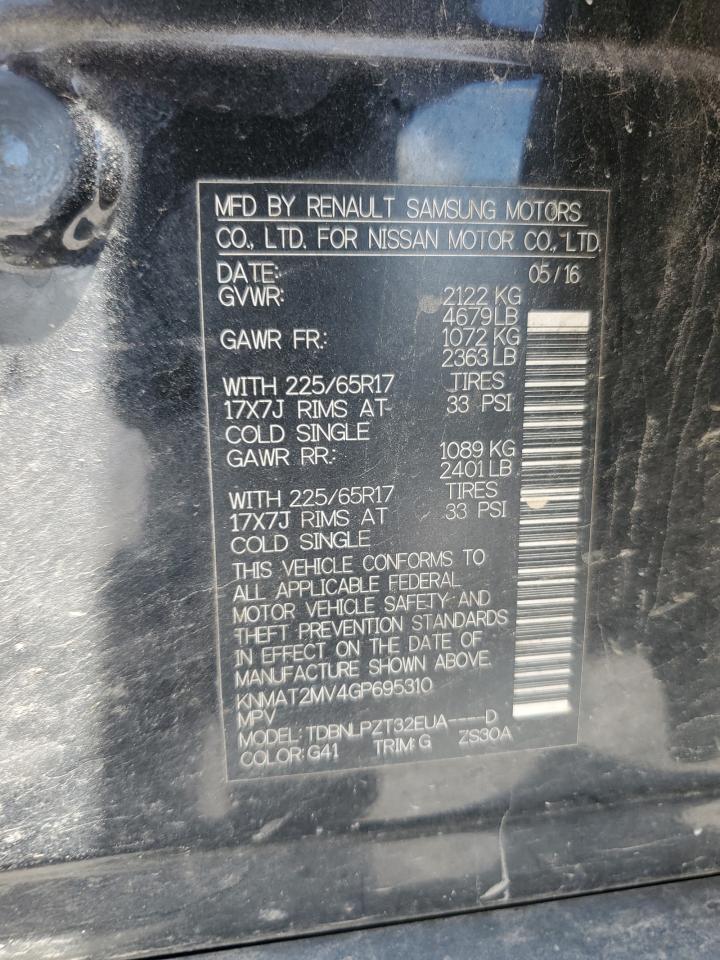 MFD BY RENAULT SAMSUNG MOTORS
CO., LTD. FOR NISSAN MOTOR CO., LTD.
DATE: 05/16
GVWR: 2122 KG
4679 LB
GAWR FR: 1072 KG
2363 LB
WITH 225/65R17 TIRES
17X7J RIMS AT 33 PSI
COLD SINGLE
GAWR RR: 1089 KG
2401 LB
WITH 225/65R17 TIRES
17X7J RIMS AT 33 PSI
COLD SINGLE
THIS VEHICLE CONFORMS TO
ALL APPLICABLE FEDERAL
MOTOR VEHICLE SAFETY AND
THEFT PREVENTION STANDARDS
IN EFFECT ON THE DATE OF
MANUFACTURE SHOWN ABOVE.
KNMAT2MV4GP695310
MPV
MODEL: TDBNLPZT32EUA----D
COLOR: G41 TRIM: G ZS30A